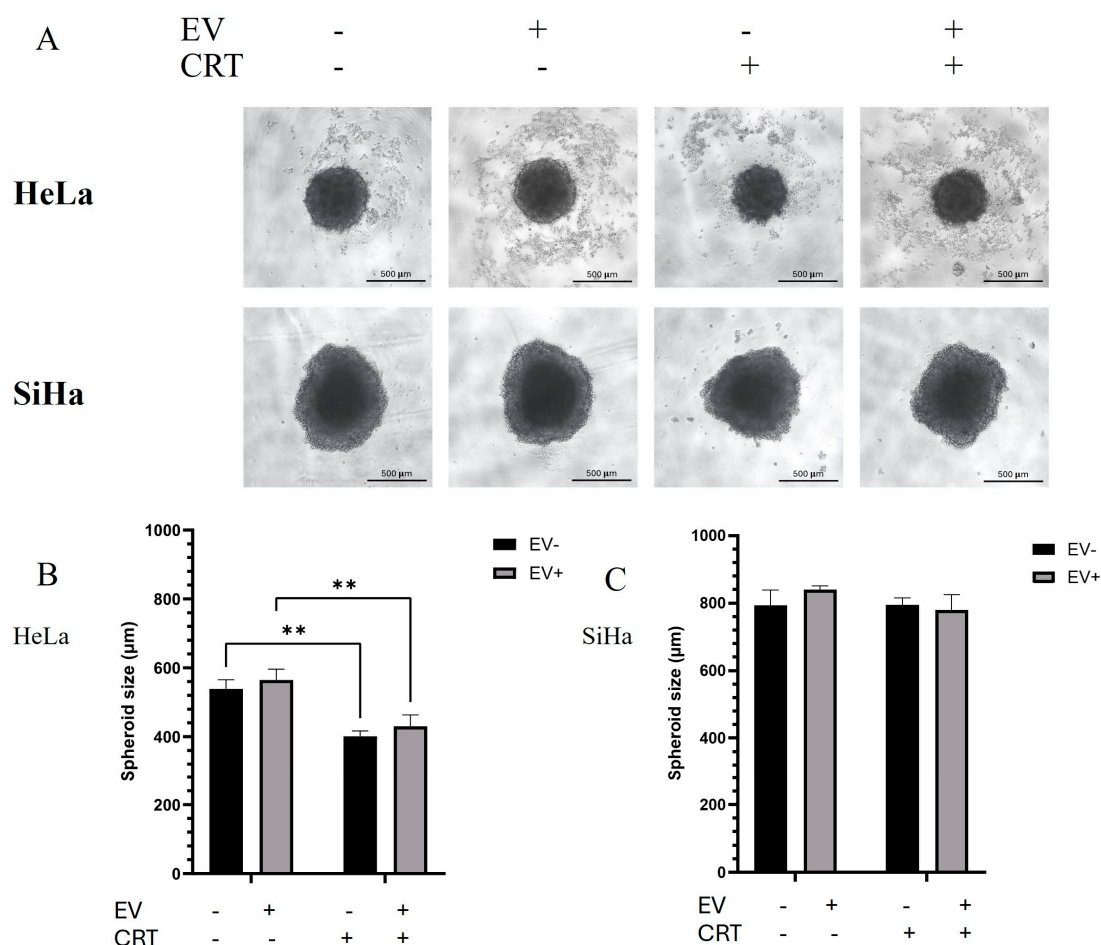 A
EV - + - +
CRT - - + +
HeLa
500 µm 500 µm 500 µm 500 µm
SiHa
500 µm 500 µm 500 µm 500 µm
B
HeLa
Spheroid size (µm)
1000
800
600
400
200
0
**
**
EV-
EV+
EV - + - +
CRT - - + +
C
SiHa
Spheroid size (µm)
1000
800
600
400
200
0
EV-
EV+
EV - + - +
CRT - - + +